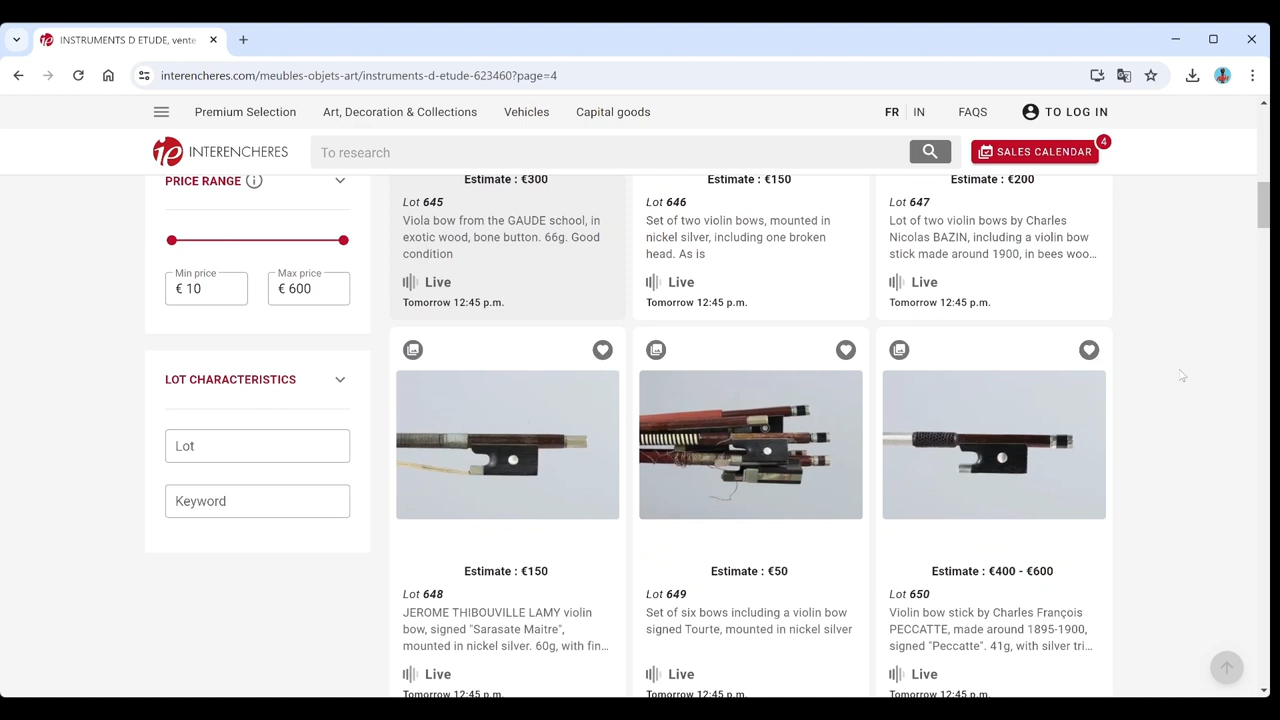 INSTRUMENTS D ETUDE, vente
interencheres.com/meubles-objets-art/instruments-d-etude-623460?page=4
Premium Selection Art, Decoration & Collections Vehicles Capital goods FR IN FAQS TO LOG IN
INTERENCHERES To research SALES CALENDAR 4
PRICE RANGE
Min price
€ 10
Max price
€ 600
LOT CHARACTERISTICS
Lot
Keyword
Estimate : €300
Lot 645
Viola bow from the GAUDE school, in
exotic wood, bone button. 66g. Good
condition
Live
Tomorrow 12:45 p.m.
Estimate : €150
Lot 646
Set of two violin bows, mounted in
nickel silver, including one broken
head. As is
Live
Tomorrow 12:45 p.m.
Estimate : €200
Lot 647
Lot of two violin bows by Charles
Nicolas BAZIN, including a violin bow
stick made around 1900, in bees woo…
Live
Tomorrow 12:45 p.m.
Estimate : €150
Lot 648
JEROME THIBOUVILLE LAMY violin
bow, signed "Sarasate Maitre",
mounted in nickel silver. 60g, with fin…
Live
Tomorrow 12:45 p.m.
Estimate : €50
Lot 649
Set of six bows including a violin bow
signed Tourte, mounted in nickel silver
Live
Tomorrow 12:45 p.m.
Estimate : €400 - €600
Lot 650
Violin bow stick by Charles François
PECCATTE, made around 1895-1900,
signed "Peccatte". 41g, with silver tri…
Live
Tomorrow 12:45 p.m.